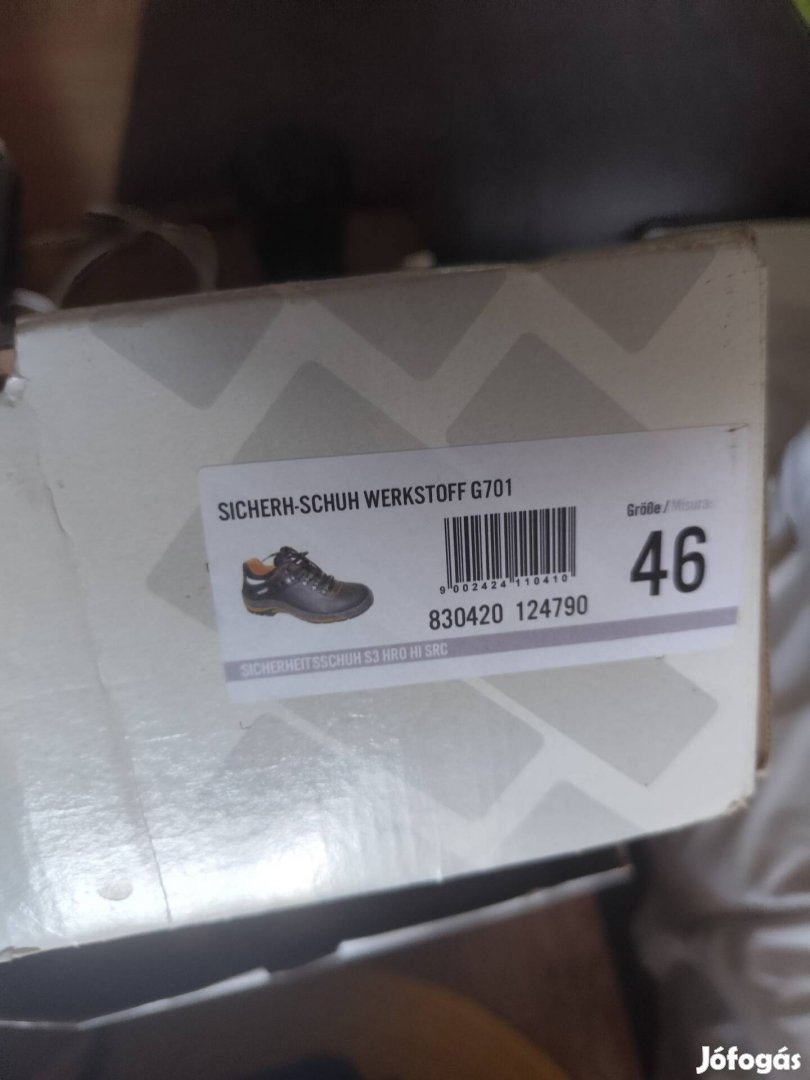 SICHERH-SCHUH WERKSTOFF G701
Größe / Misura:
46
9 002424 110410
830420 124790
SICHERHEITSSCHUH S3 HRO HI SRC
Jófogás